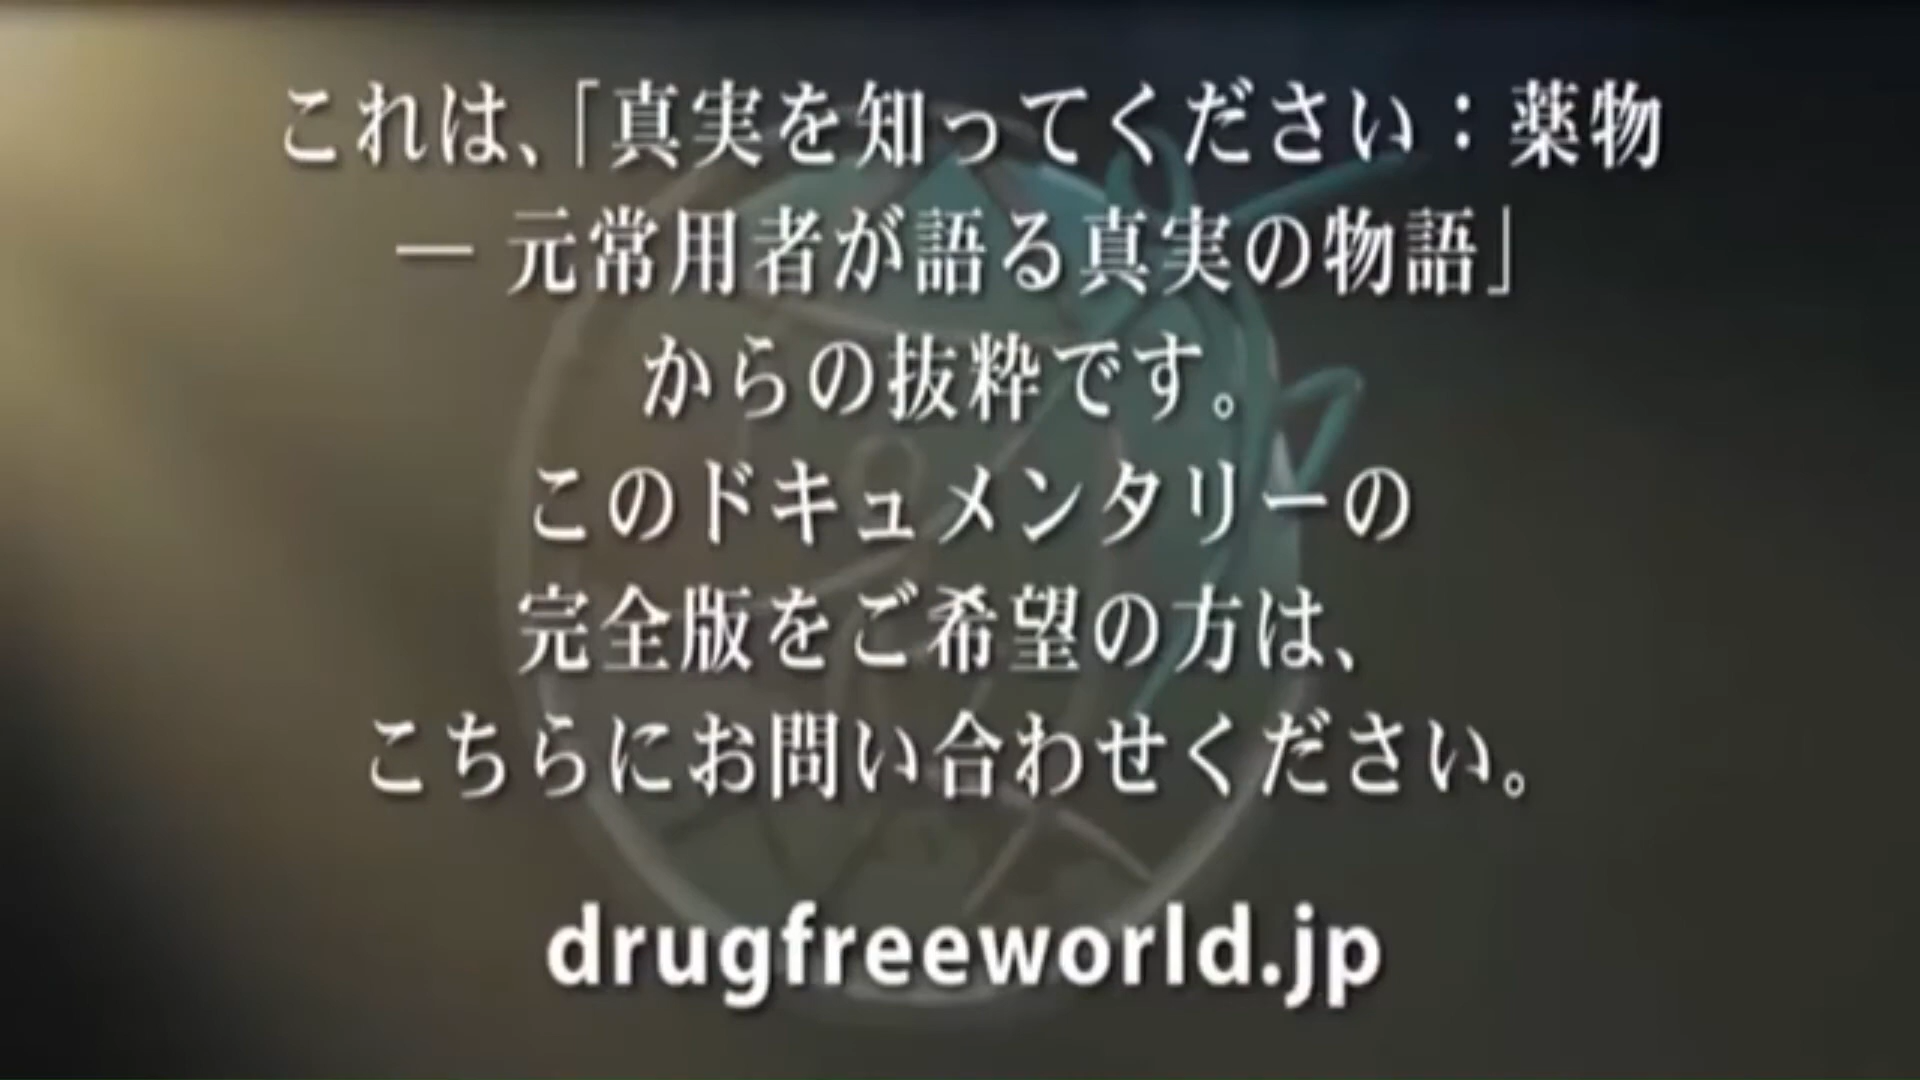 これは、「真実を知ってください：薬物
― 元常用者が語る真実の物語」
からの抜粋です。
このドキュメンタリーの
完全版をご希望の方は、
こちらにお問い合わせください。
drugfreeworld.jp